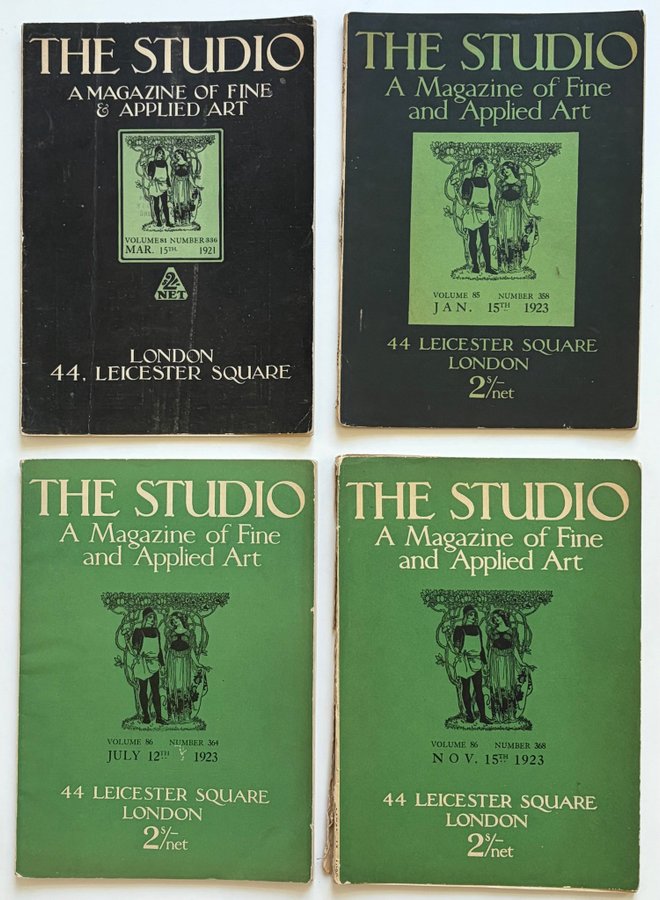 THE STUDIO
A MAGAZINE OF FINE
& APPLIED ART
VOLUME 81 NUMBER 336
MAR. 15TH. 1921
2/-
NET
LONDON
44, LEICESTER SQUARE
THE STUDIO
A Magazine of Fine
and Applied Art
VOLUME 85 NUMBER 358
JAN. 15TH 1923
44 LEICESTER SQUARE
LONDON
2s/-net
THE STUDIO
A Magazine of Fine
and Applied Art
VOLUME 86 NUMBER 364
JULY 12TH 1923
44 LEICESTER SQUARE
LONDON
2s/-net
THE STUDIO
A Magazine of Fine
and Applied Art
VOLUME 86 NUMBER 368
NOV. 15TH 1923
44 LEICESTER SQUARE
LONDON
2s/-net